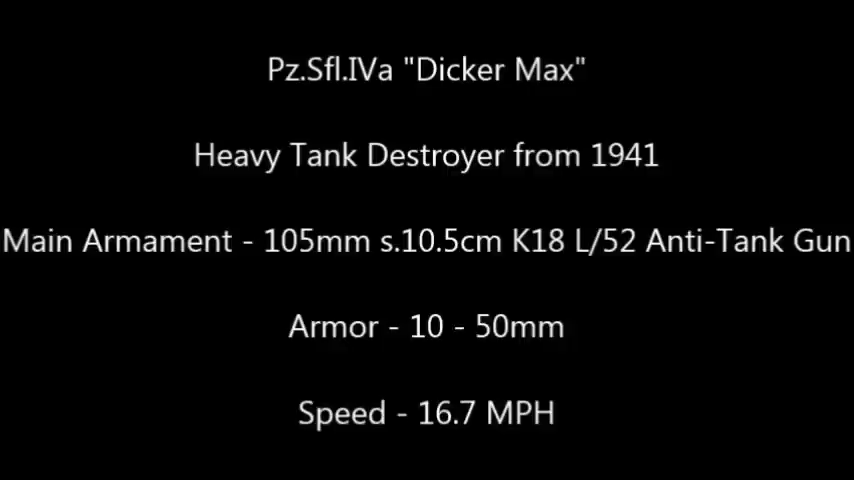 Pz.Sfl.IVa "Dicker Max"
Heavy Tank Destroyer from 1941
Main Armament - 105mm s.10.5cm K18 L/52 Anti-Tank Gun
Armor - 10 - 50mm
Speed - 16.7 MPH